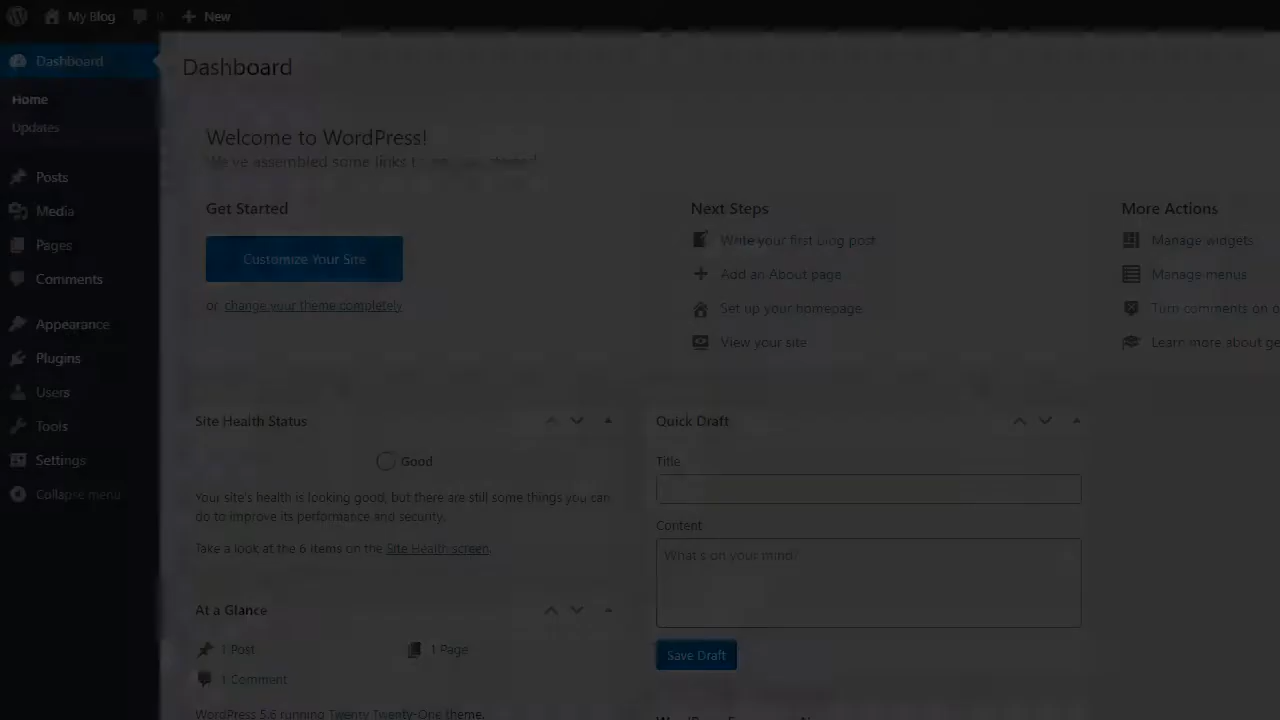 My Blog 0 New
Dashboard
Home
Updates
Posts
Media
Pages
Comments
Appearance
Plugins
Users
Tools
Settings
Collapse menu
Dashboard
Welcome to WordPress!
We've assembled some links to get you started:
Get Started
Customize Your Site
or change your theme completely
Next Steps
Write your first blog post
Add an About page
Set up your homepage
View your site
More Actions
Manage widgets
Manage menus
Turn comments on o
Learn more about ge
Site Health Status
Good
Your site's health is looking good, but there are still some things you can
do to improve its performance and security.
Take a look at the 6 items on the Site Health screen.
At a Glance
1 Post
1 Page
1 Comment
WordPress 5.6 running Twenty Twenty-One theme.
Quick Draft
Title
Content
What's on your mind?
Save Draft